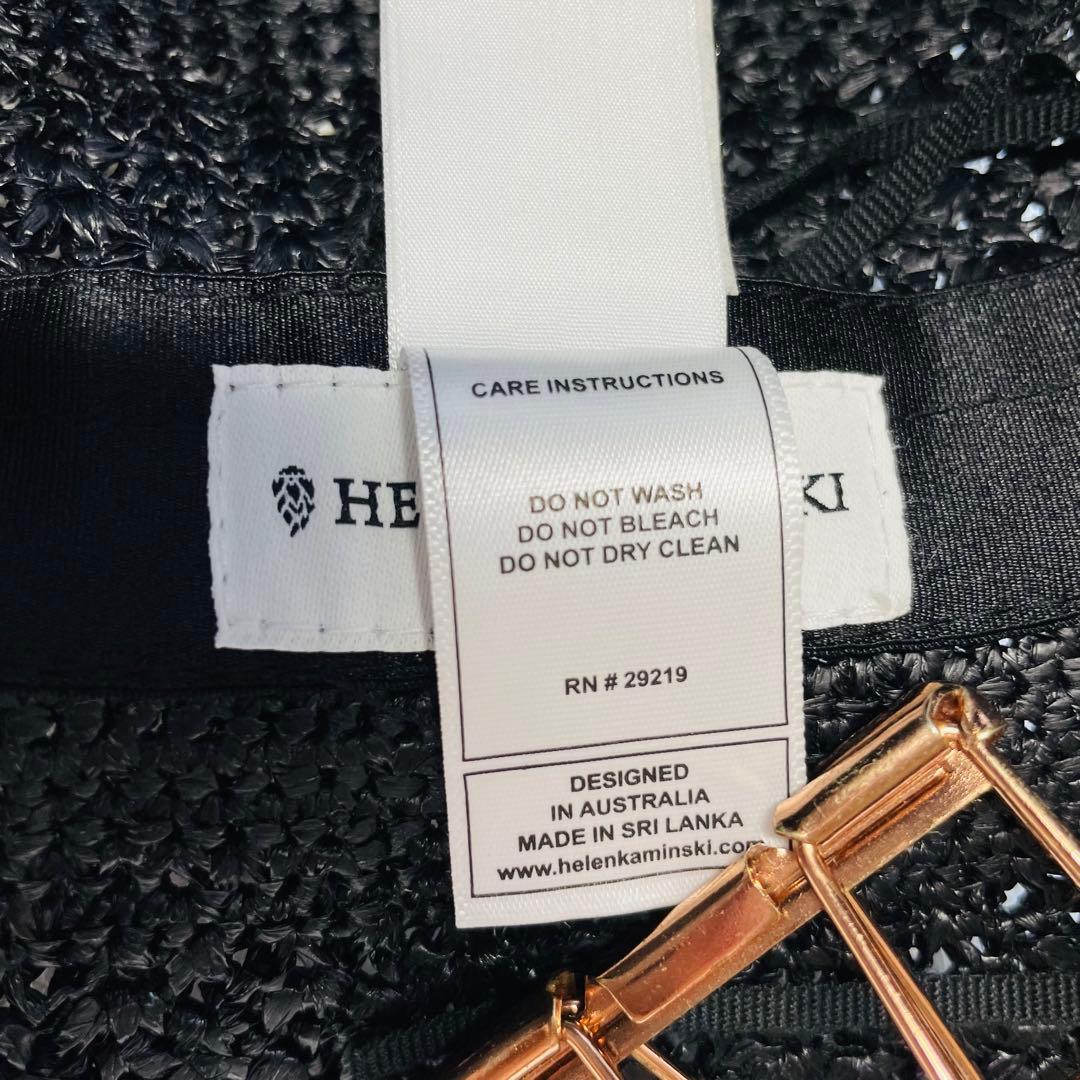 HE KI
CARE INSTRUCTIONS
DO NOT WASH
DO NOT BLEACH
DO NOT DRY CLEAN
RN # 29219
DESIGNED
IN AUSTRALIA
MADE IN SRI LANKA
www.helenkaminski.com